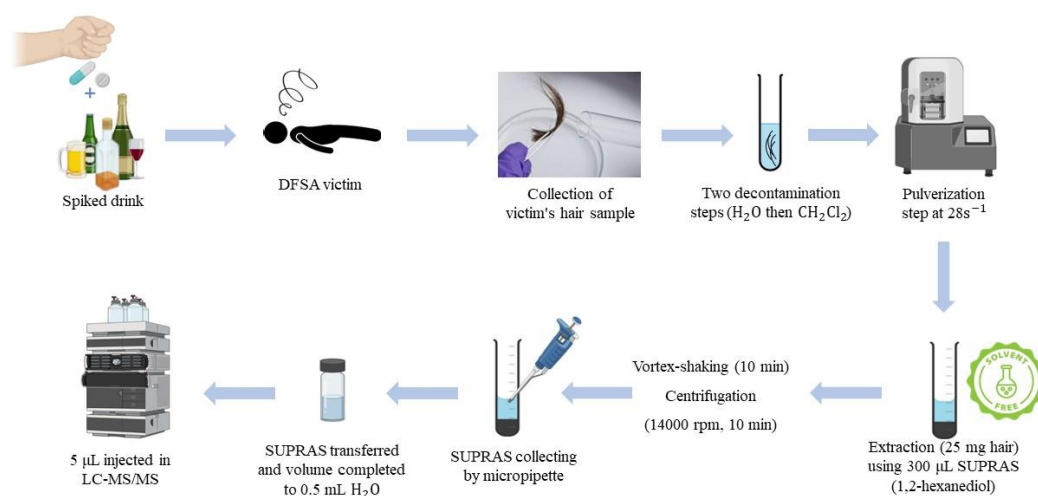 +
Spiked drink
DFSA victim
Collection of
victim's hair sample
Two decontamination
steps (H₂O then CH₂Cl₂)
Pulverization
step at 28s⁻¹
SOLVENT
FREE
Extraction (25 mg hair)
using 300 µL SUPRAS
(1,2-hexanediol)
Vortex-shaking (10 min)
Centrifugation
(14000 rpm, 10 min)
SUPRAS collecting
by micropipette
SUPRAS transferred
and volume completed
to 0.5 mL H₂O
5 µL injected in
LC-MS/MS